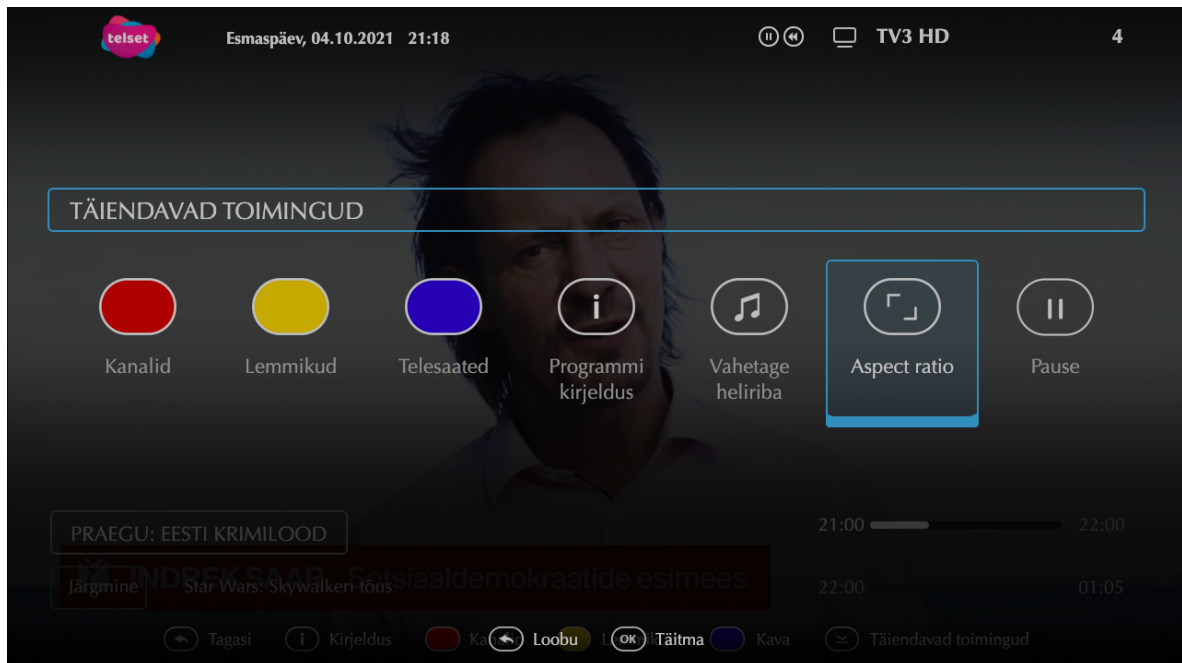 telset
Esmaspäev, 04.10.2021 21:18
TV3 HD
4
TÄIENDAVAD TOIMINGUD
Kanalid
Lemmikud
Telesaated
Programmi
kirjeldus
Vahetage
heliriba
Aspect ratio
Pause
PRAEGU: EESTI KRIMILOOD
21:00
22:00
INDREK SAAR Sotsiaaldemokraatide esimees
Järgmine
Star Wars: Skywalkeri tõus
22:00
01:05
Tagasi
Kirjeldus
Loobu
OK Täitma
Kava
Täiendavad toimingud